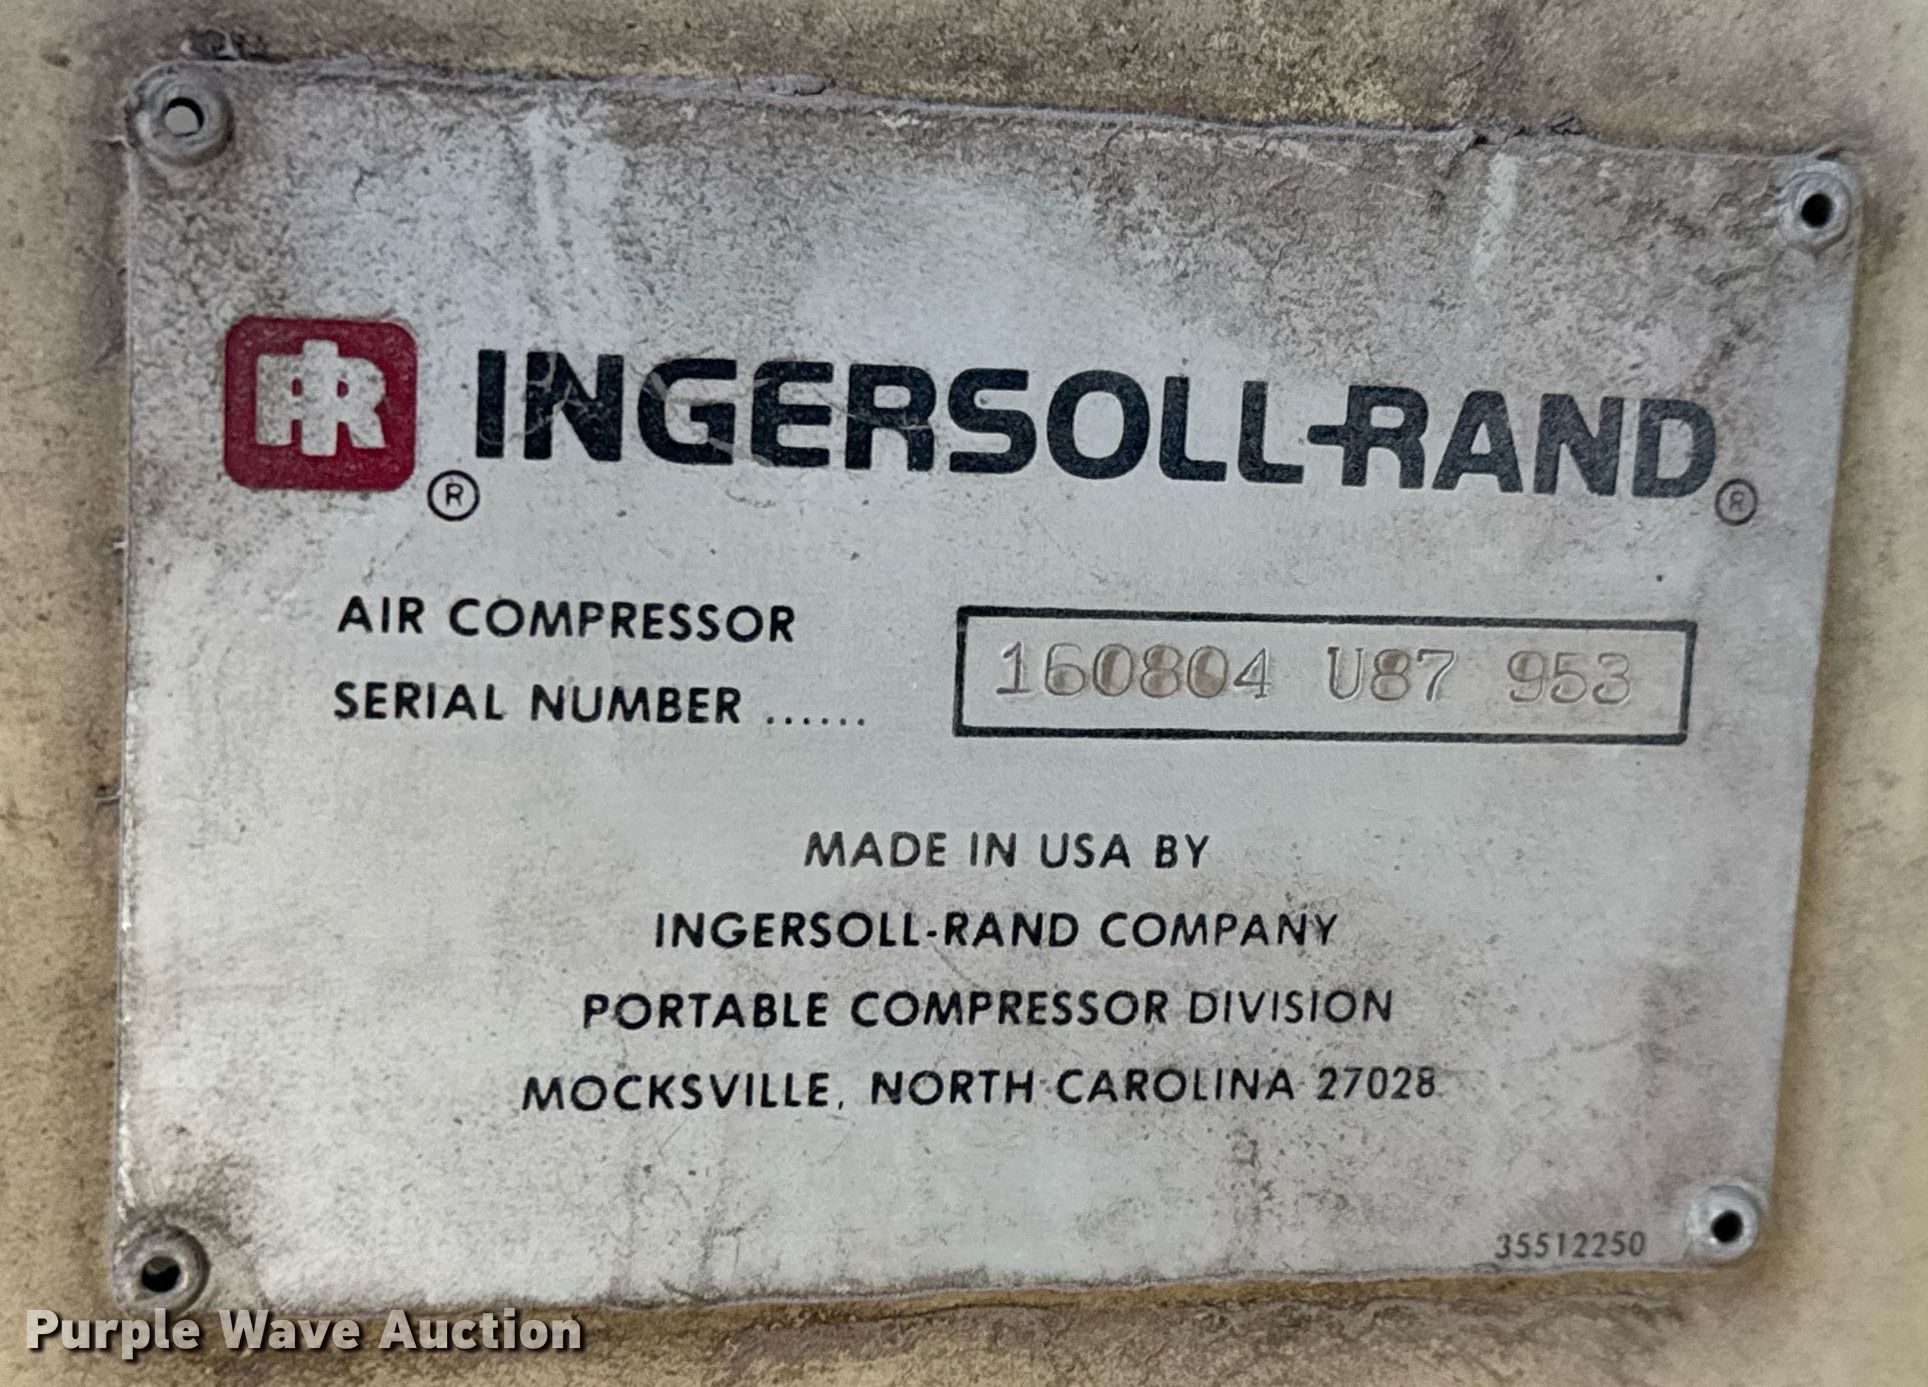 IR ® INGERSOLL-RAND ®
AIR COMPRESSOR
SERIAL NUMBER ...... 160804 U87 953
MADE IN USA BY
INGERSOLL-RAND COMPANY
PORTABLE COMPRESSOR DIVISION
MOCKSVILLE, NORTH CAROLINA 27028
35512250
Purple Wave Auction